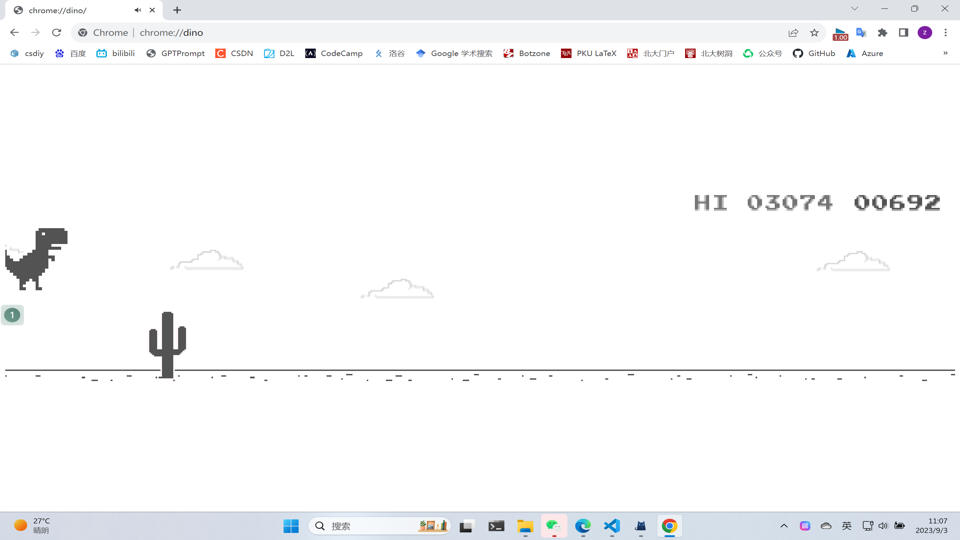 chrome://dino/
Chrome | chrome://dino
1.00
z
csdiy 百度 bilibili GPTPrompt CSDN D2L CodeCamp 洛谷 Google 学术搜索 Botzone PKU LaTeX 北大门户 北大树洞 公众号 GitHub Azure »
HI 03074 00692
1
27°C
晴朗
搜索
英
11:07
2023/9/3